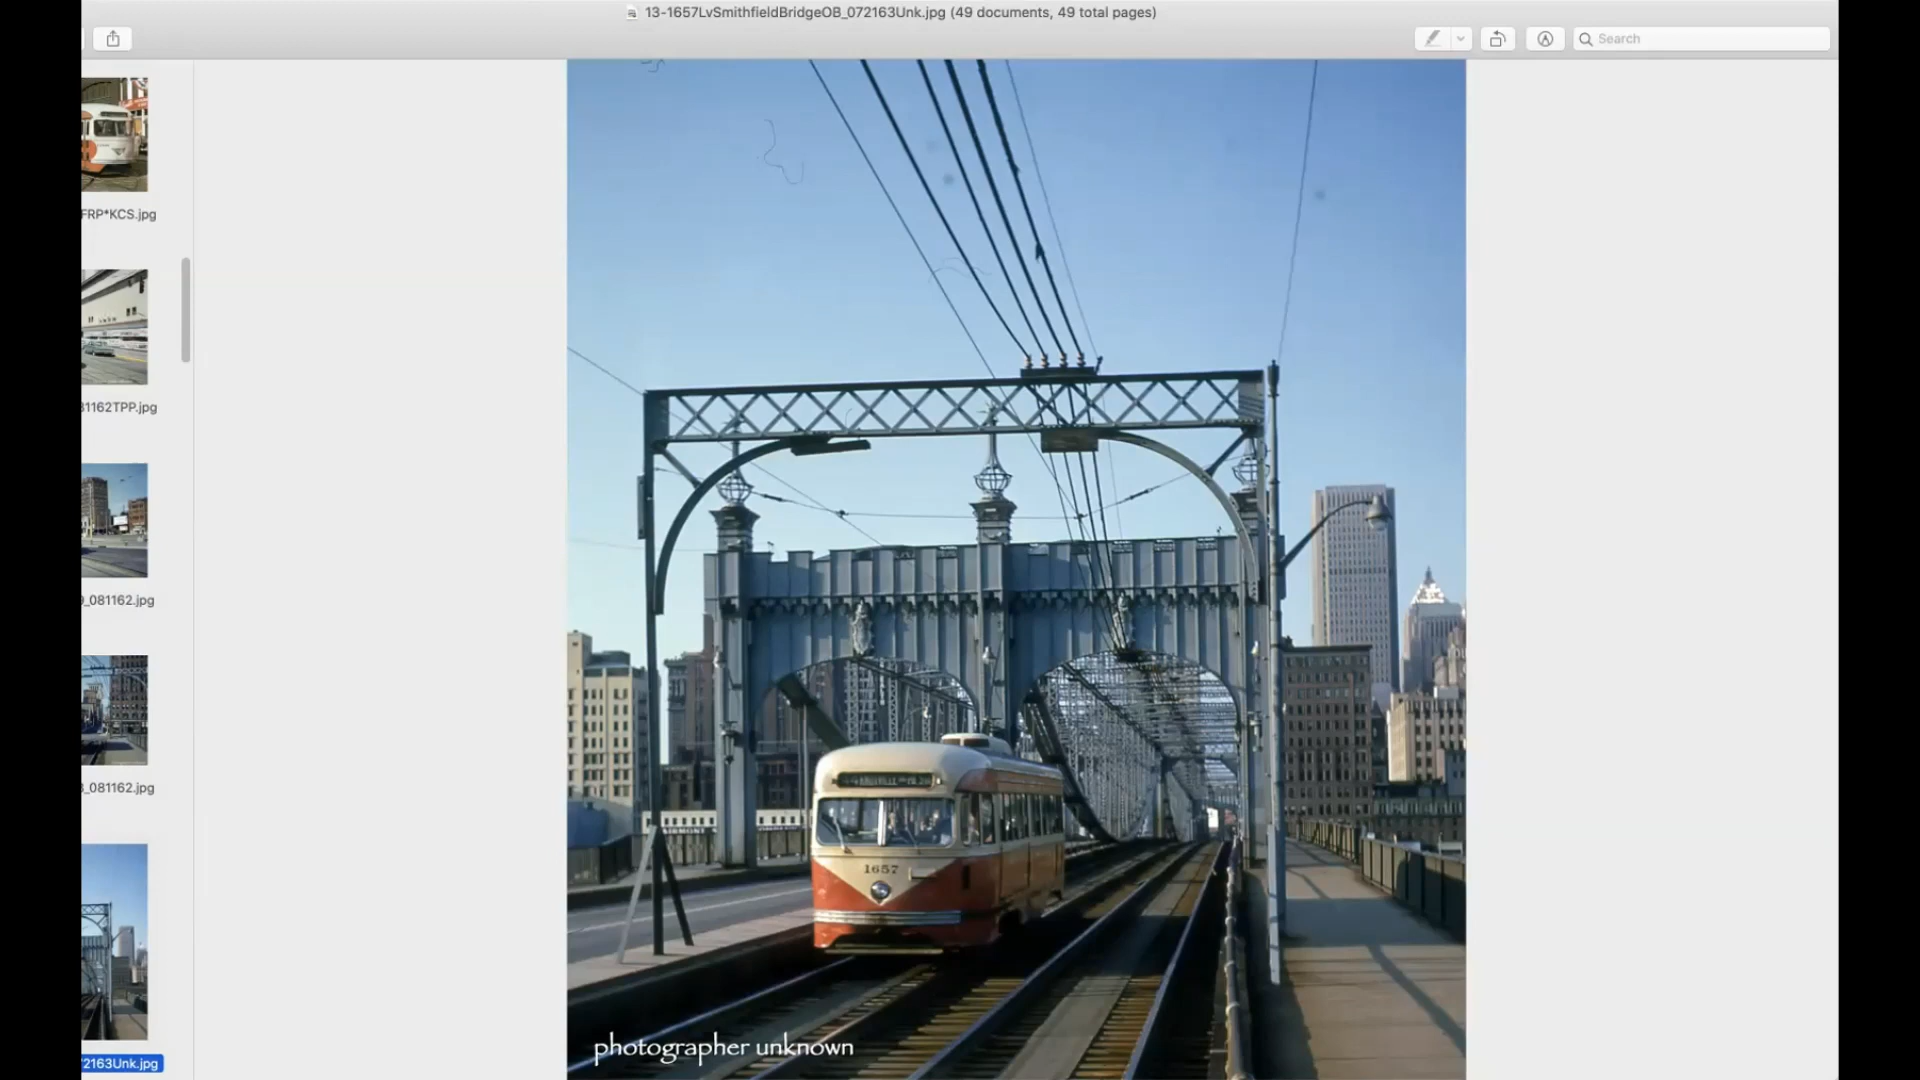 13-1657LvSmithfieldBridgeOB_072163Unk.jpg (49 documents, 49 total pages)
Search
FRP*KCS.jpg
31162TPP.jpg
_081162.jpg
_081162.jpg
2163Unk.jpg
1657
photographer unknown